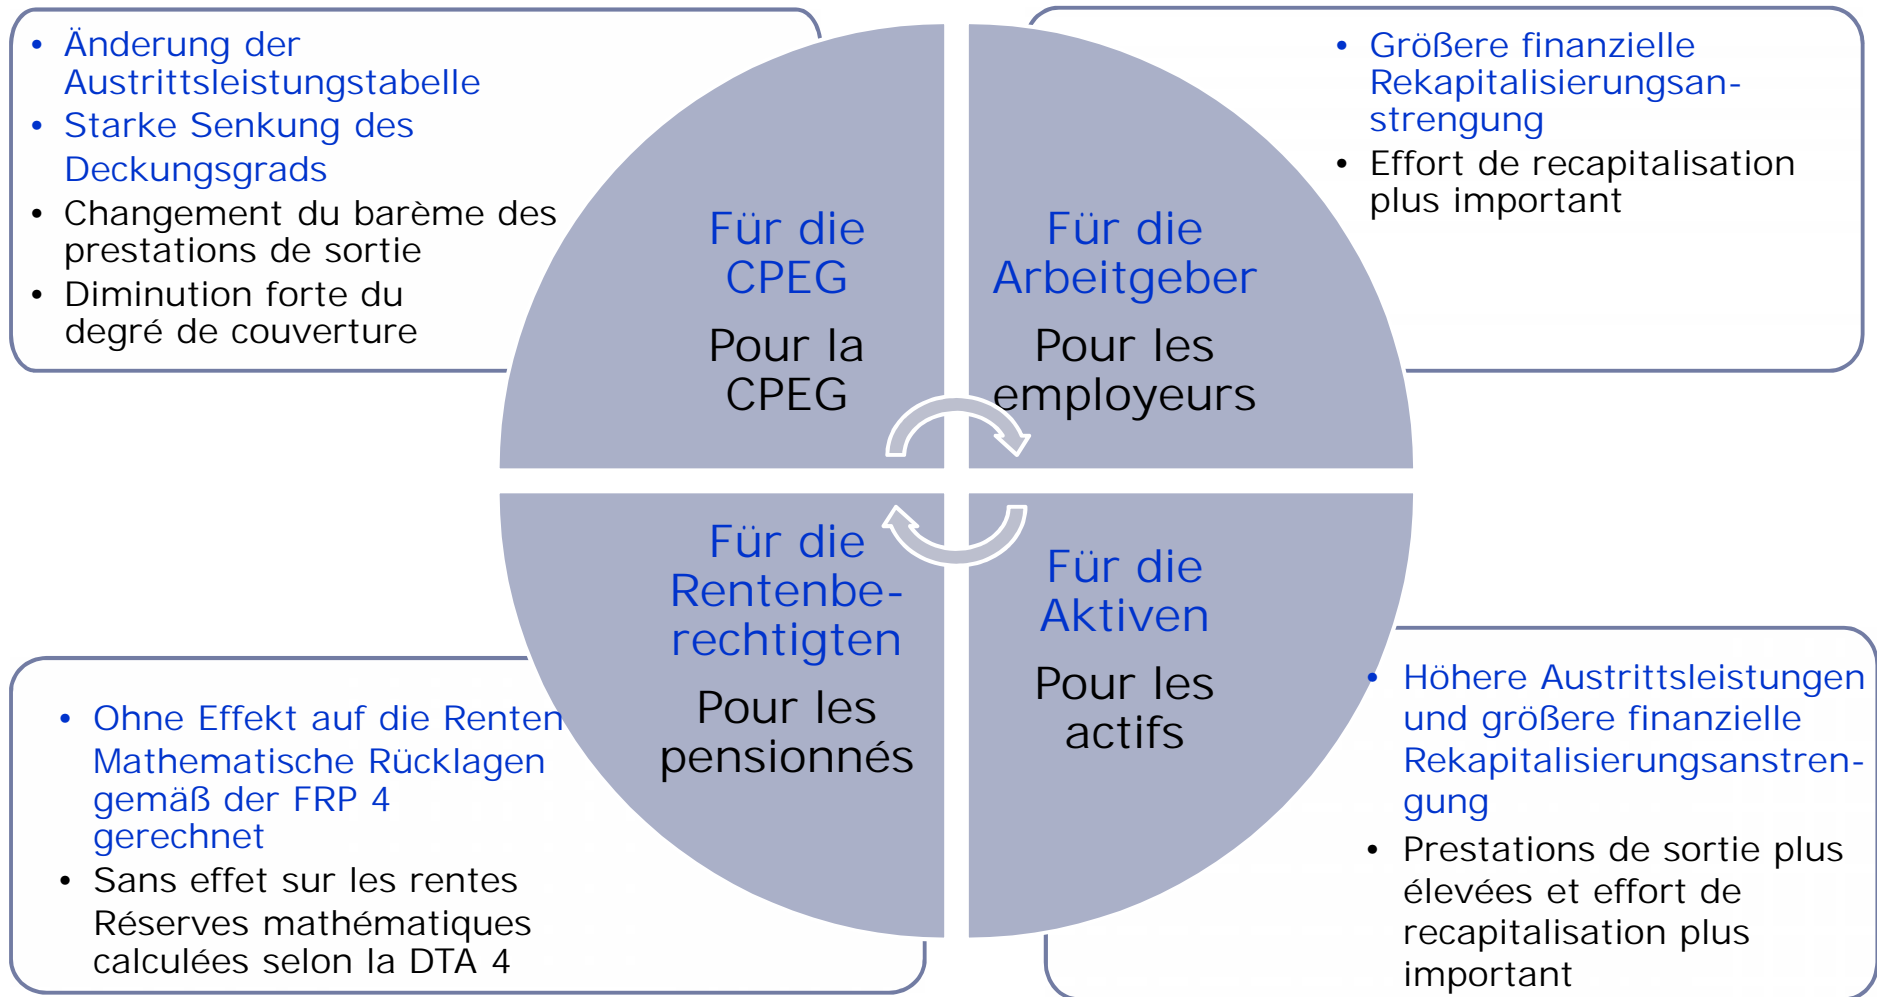 • Änderung der
Austrittsleistungstabelle
• Starke Senkung des
Deckungsgrads
• Changement du barème des
prestations de sortie
• Diminution forte du
degré de couverture
Für die
CPEG
Pour la
CPEG
Für die
Arbeitgeber
Pour les
employeurs
• Größere finanzielle
Rekapitalisierungsan-
strengung
• Effort de recapitalisation
plus important
• Ohne Effekt auf die Renten
Mathematische Rücklagen
gemäß der FRP 4
gerechnet
• Sans effet sur les rentes
Réserves mathématiques
calculées selon la DTA 4
Für die
Rentenbe-
rechtigten
Pour les
pensionnés
Für die
Aktiven
Pour les
actifs
• Höhere Austrittsleistungen
und größere finanzielle
Rekapitalisierungsanstren-
gung
• Prestations de sortie plus
élevées et effort de
recapitalisation plus
important